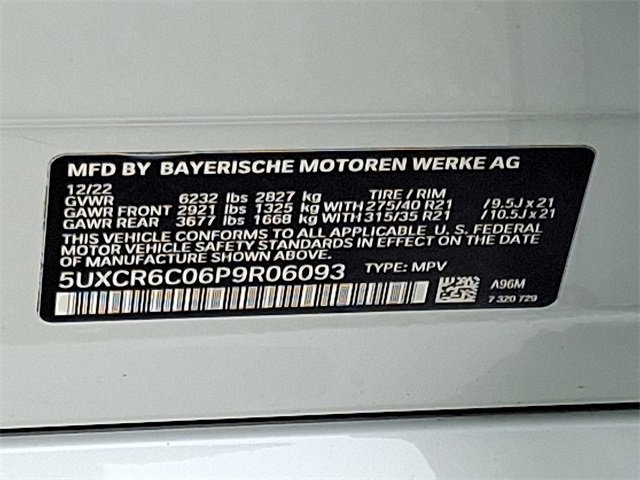 MFD BY BAYERISCHE MOTOREN WERKE AG
12/22
GVWR 6232 lbs 2827 kg TIRE / RIM
GAWR FRONT 2921 lbs 1325 kg WITH 275/40 R21 / 9.5J x 21
GAWR REAR 3677 lbs 1668 kg WITH 315/35 R21 / 10.5J x 21
THIS VEHICLE CONFORMS TO ALL APPLICABLE U. S. FEDERAL
MOTOR VEHICLE SAFETY STANDARDS IN EFFECT ON THE DATE
OF MANUFACTURE SHOWN ABOVE.
5UXCR6C06P9R06093 TYPE: MPV
A96M
7 320 729